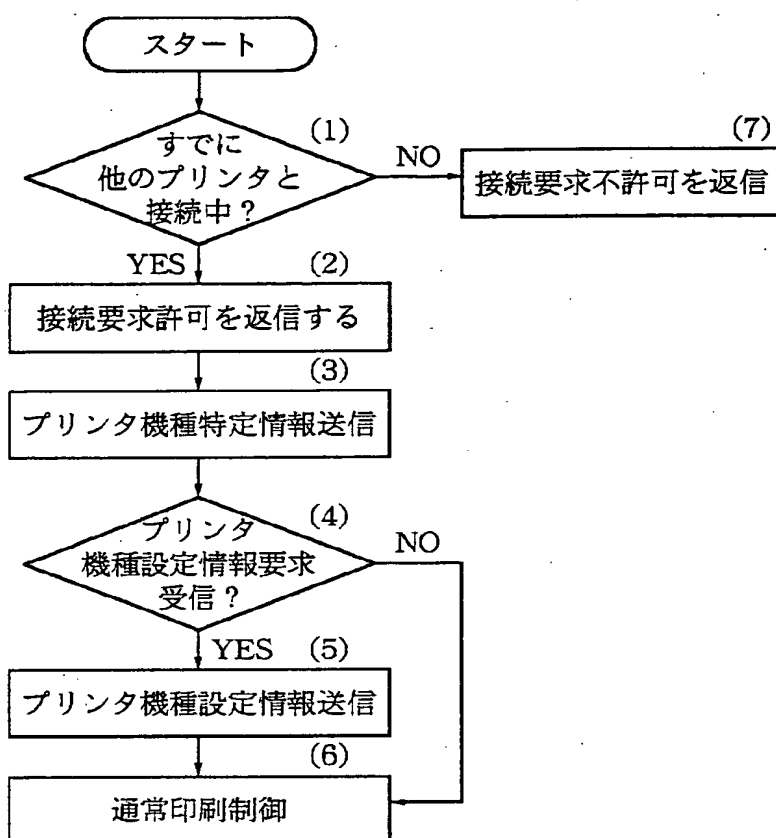 スタート
(1)
すでに
他のプリンタと
接続中?
NO
(7)
接続要求不許可を返信
YES
(2)
接続要求許可を返信する
(3)
プリンタ機種特定情報送信
(4)
プリンタ
機種設定情報要求
受信?
NO
YES
(5)
プリンタ機種設定情報送信
(6)
通常印刷制御